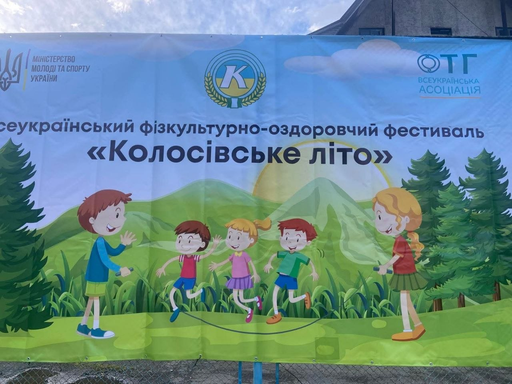 МІНІСТЕРСТВО
МОЛОДІ ТА СПОРТУ
УКРАЇНИ
К
ОТГ
ВСЕУКРАЇНСЬКА
АСОЦІАЦІЯ
сеукраїнський фізкультурно-оздоровчий фестиваль
«Колосівське літо»